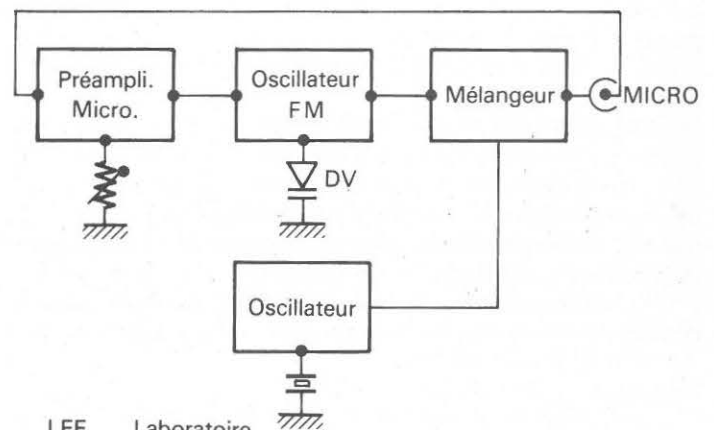 Préampli.
Micro.
Oscillateur
FM
Mélangeur
MICRO
DV
Oscillateur
LEE Laboratoire